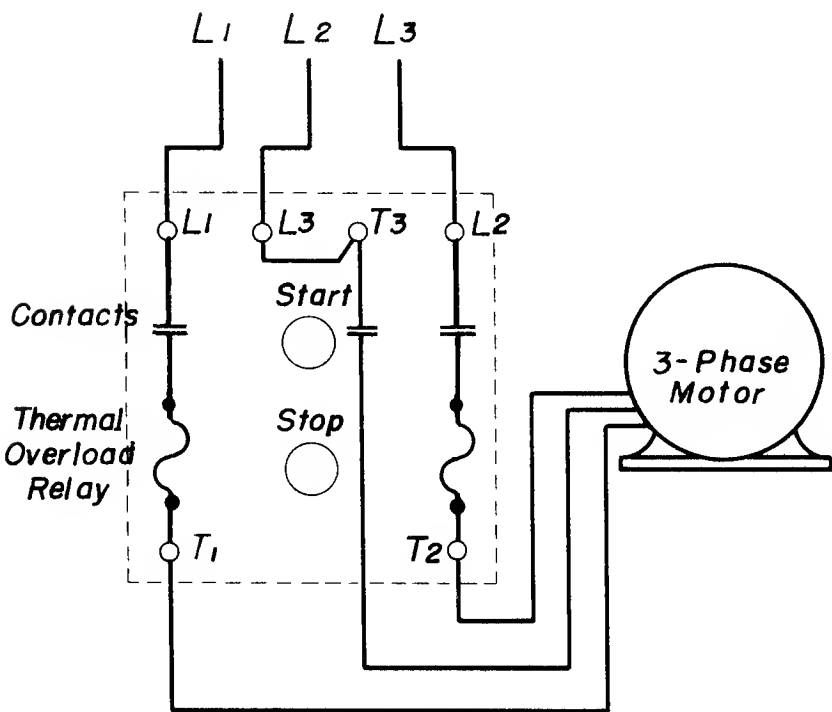 L1 L2 L3
L1 L3 T3 L2
Contacts
Start
3-Phase
Motor
Thermal
Overload
Relay
Stop
T1 T2